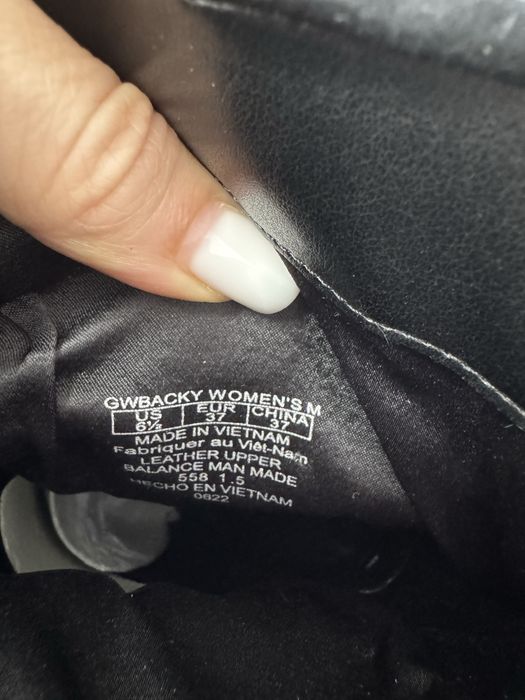 GWBACKY WOMEN'S M
US EUR CHINA
6½ 37 37
MADE IN VIETNAM
Fabriquer au Viêt-Nam
LEATHER UPPER
BALANCE MAN MADE
558 1.5
HECHO EN VIETNAM
0622